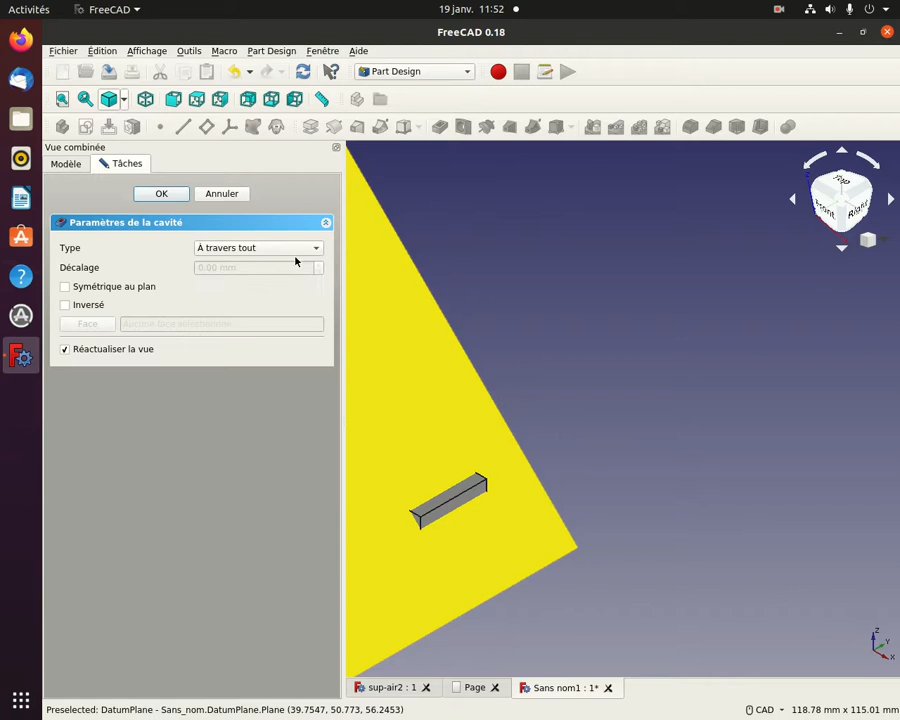 Activités FreeCAD 19 janv. 11:52
FreeCAD 0.18
Fichier Édition Affichage Outils Macro Part Design Fenêtre Aide
Part Design
Vue combinée
Modèle Tâches
OK Annuler
Paramètres de la cavité
Type À travers tout
Décalage 0.00 mm
Symétrique au plan
Inversé
Face Aucune face sélectionnée...
Réactualiser la vue
Top
Front Right
Z
Y
X
sup-air2 : 1 Page Sans nom1 : 1*
Preselected: DatumPlane - Sans_nom.DatumPlane.Plane (39.7547, 50.773, 56.2453) CAD 118.78 mm x 115.01 mm